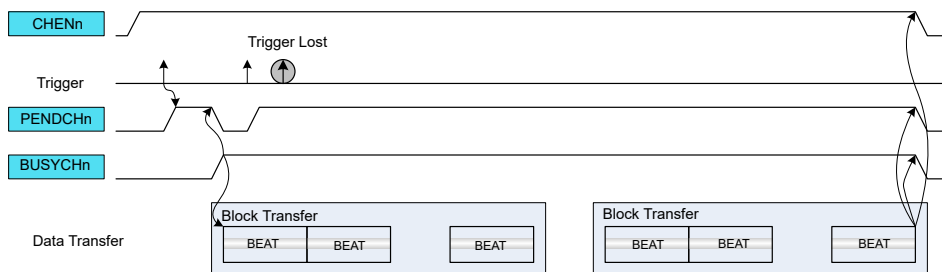 CHENn
Trigger Lost
Trigger
PENDCHn
BUSYCHn
Block Transfer
Block Transfer
Data Transfer
BEAT
BEAT
BEAT
BEAT
BEAT
BEAT